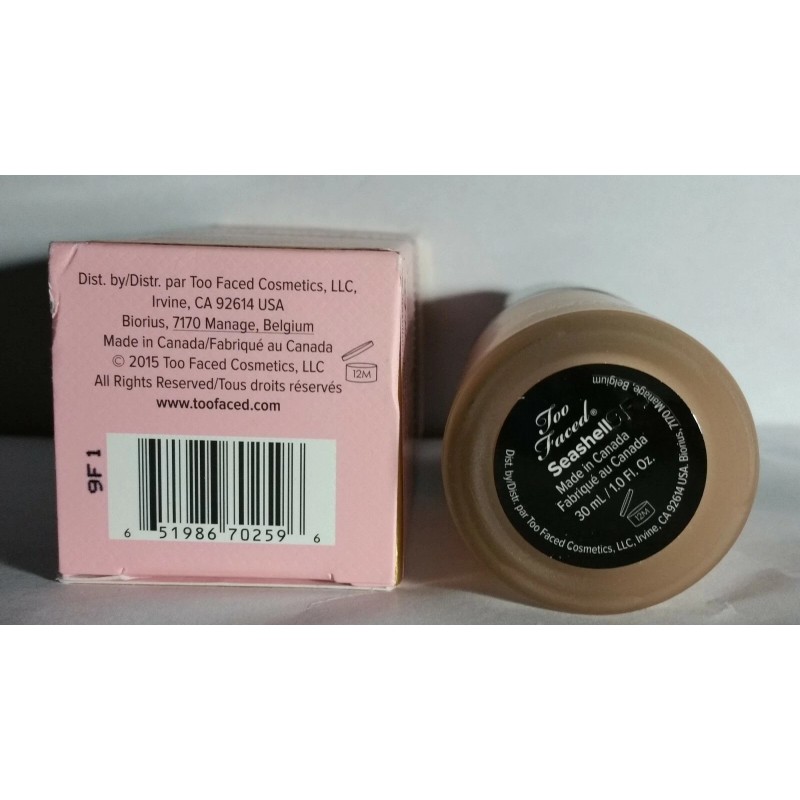 Dist. by/Distr. par Too Faced Cosmetics, LLC,
Irvine, CA 92614 USA
Biorius, 7170 Manage, Belgium
Made in Canada/Fabriqué au Canada
© 2015 Too Faced Cosmetics, LLC
All Rights Reserved/Tous droits réservés
www.toofaced.com
12M
9F1
6 51986 70259 6
Too
Faced®
Seashell
Made in Canada
Fabriqué au Canada
30 mL / 1.0 Fl. Oz.
12M
Dist. by/Distr. par Too Faced Cosmetics, LLC, Irvine, CA 92614 USA. Biorius, 7170 Manage, Belgium